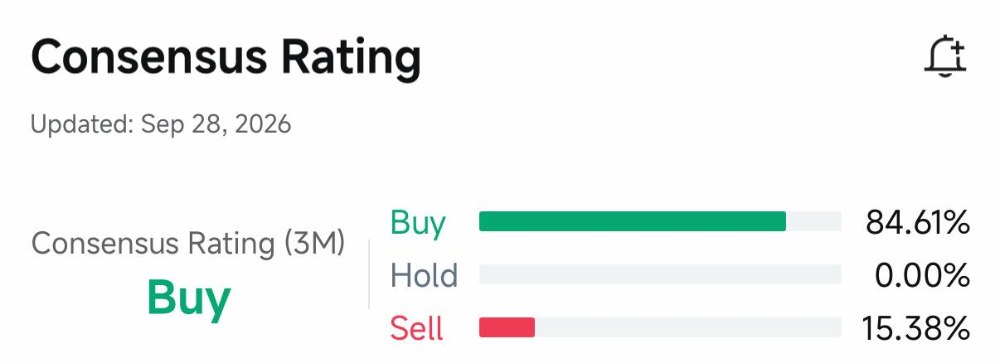 Consensus Rating
Updated: Sep 28, 2026
Consensus Rating (3M)
Buy
Buy 84.61%
Hold 0.00%
Sell 15.38%